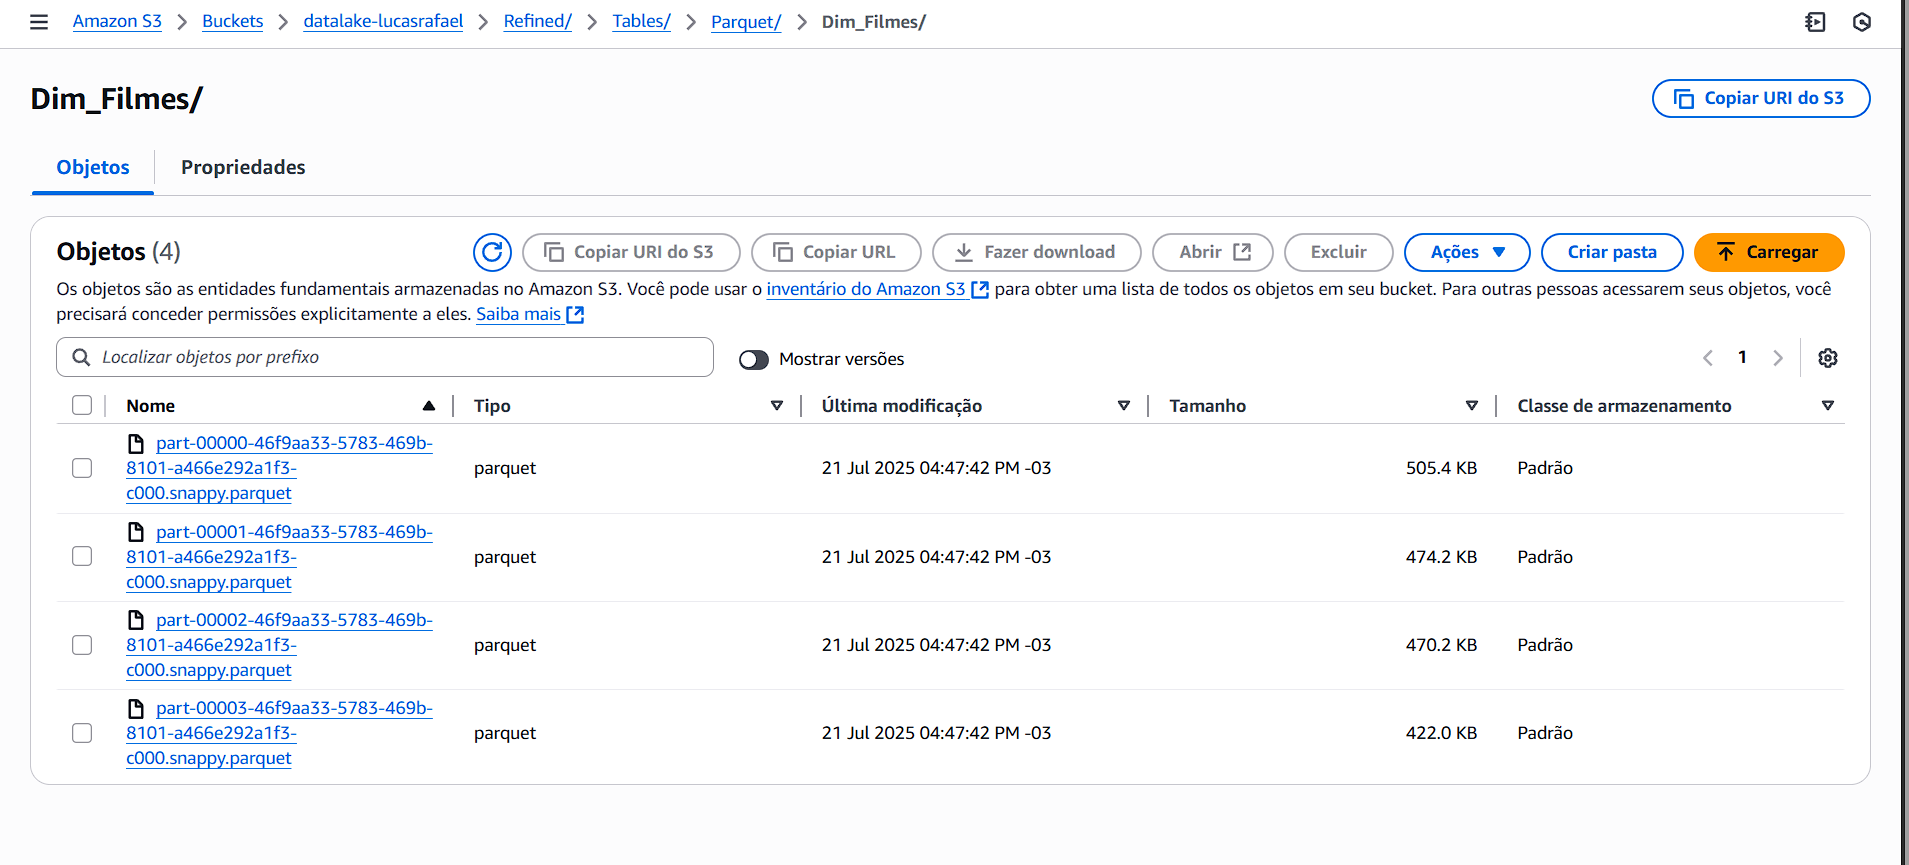 Amazon S3 > Buckets > datalake-lucasrafael > Refined/ > Tables/ > Parquet/ > Dim_Filmes/
Dim_Filmes/
Copiar URI do S3
Objetos
Propriedades
Objetos (4)
Copiar URI do S3
Copiar URL
Fazer download
Abrir
Excluir
Ações
Criar pasta
Carregar
Os objetos são as entidades fundamentais armazenadas no Amazon S3. Você pode usar o inventário do Amazon S3 para obter uma lista de todos os objetos em seu bucket. Para outras pessoas acessarem seus objetos, você
precisará conceder permissões explicitamente a eles. Saiba mais
Localizar objetos por prefixo
Mostrar versões
1
Nome
Tipo
Última modificação
Tamanho
Classe de armazenamento
part-00000-46f9aa33-5783-469b-
8101-a466e292a1f3-
c000.snappy.parquet
parquet
21 Jul 2025 04:47:42 PM -03
505.4 KB
Padrão
part-00001-46f9aa33-5783-469b-
8101-a466e292a1f3-
c000.snappy.parquet
parquet
21 Jul 2025 04:47:42 PM -03
474.2 KB
Padrão
part-00002-46f9aa33-5783-469b-
8101-a466e292a1f3-
c000.snappy.parquet
parquet
21 Jul 2025 04:47:42 PM -03
470.2 KB
Padrão
part-00003-46f9aa33-5783-469b-
8101-a466e292a1f3-
c000.snappy.parquet
parquet
21 Jul 2025 04:47:42 PM -03
422.0 KB
Padrão